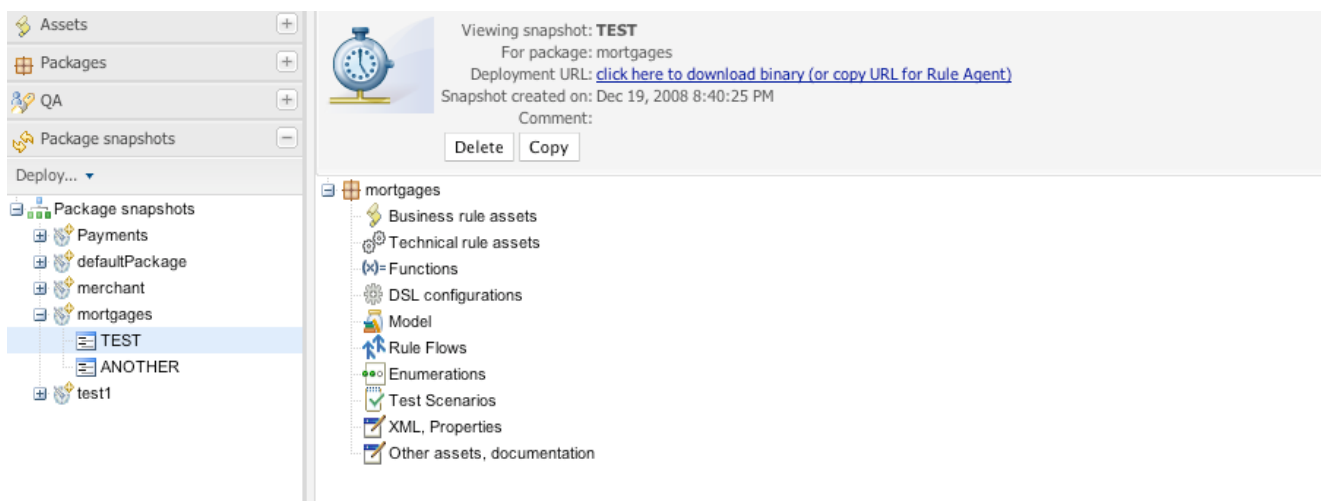 Assets
Packages
QA
Package snapshots
Deploy...
Package snapshots
Payments
defaultPackage
merchant
mortgages
TEST
ANOTHER
test1
Viewing snapshot: TEST
For package: mortgages
Deployment URL: click here to download binary (or copy URL for Rule Agent)
Snapshot created on: Dec 19, 2008 8:40:25 PM
Comment:
Delete Copy
mortgages
Business rule assets
Technical rule assets
(x)= Functions
DSL configurations
Model
Rule Flows
Enumerations
Test Scenarios
XML, Properties
Other assets, documentation